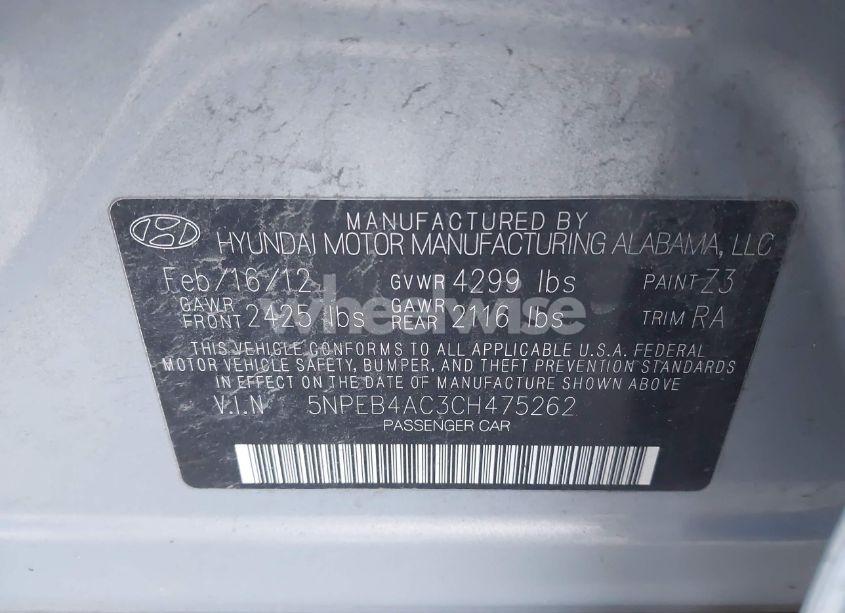 MANUFACTURED BY
HYUNDAI MOTOR MANUFACTURING ALABAMA, LLC
Feb/16/12 GVWR 4299 lbs PAINT Z3
GAWR FRONT 2425 lbs GAWR REAR 2116 lbs TRIM RA
wheelwise
THIS VEHICLE CONFORMS TO ALL APPLICABLE U.S.A. FEDERAL
MOTOR VEHICLE SAFETY, BUMPER, AND THEFT PREVENTION STANDARDS
IN EFFECT ON THE DATE OF MANUFACTURE SHOWN ABOVE
V.I.N 5NPEB4AC3CH475262
PASSENGER CAR